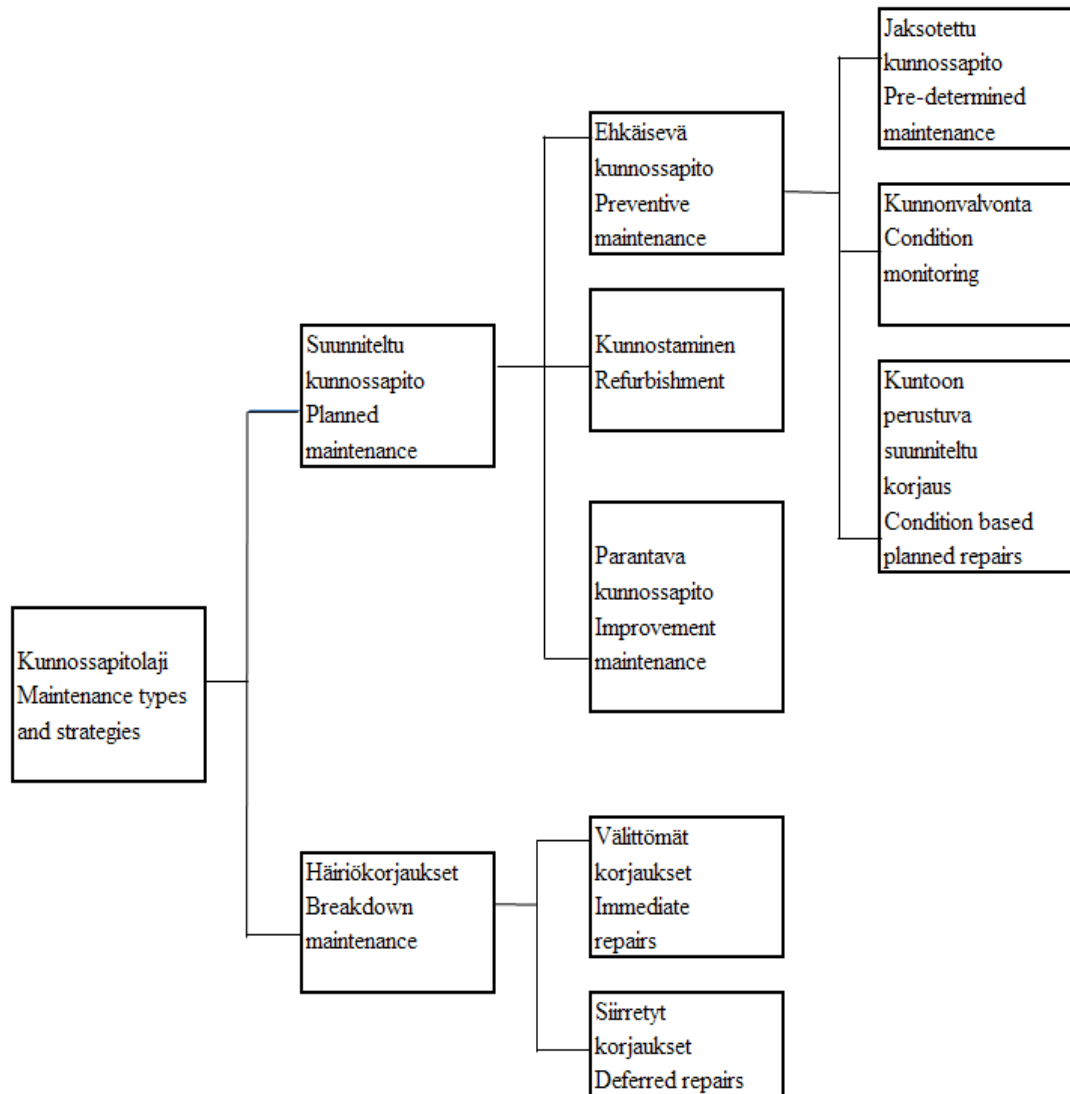 Jaksotettu
kunnossapito
Pre-determined
maintenance
Ehkäisevä
kunnossapito
Preventive
maintenance
Kunnonvalvonta
Condition
monitoring
Suunniteltu
kunnossapito
Planned
maintenance
Kunnostaminen
Refurbishment
Kuntoon
perustuva
suunniteltu
korjaus
Condition based
planned repairs
Parantava
kunnossapito
Improvement
maintenance
Kunnossapitolaji
Maintenance types
and strategies
Häiriökorjaukset
Breakdown
maintenance
Välittömät
korjaukset
Immediate
repairs
Siirretyt
korjaukset
Deferred repairs